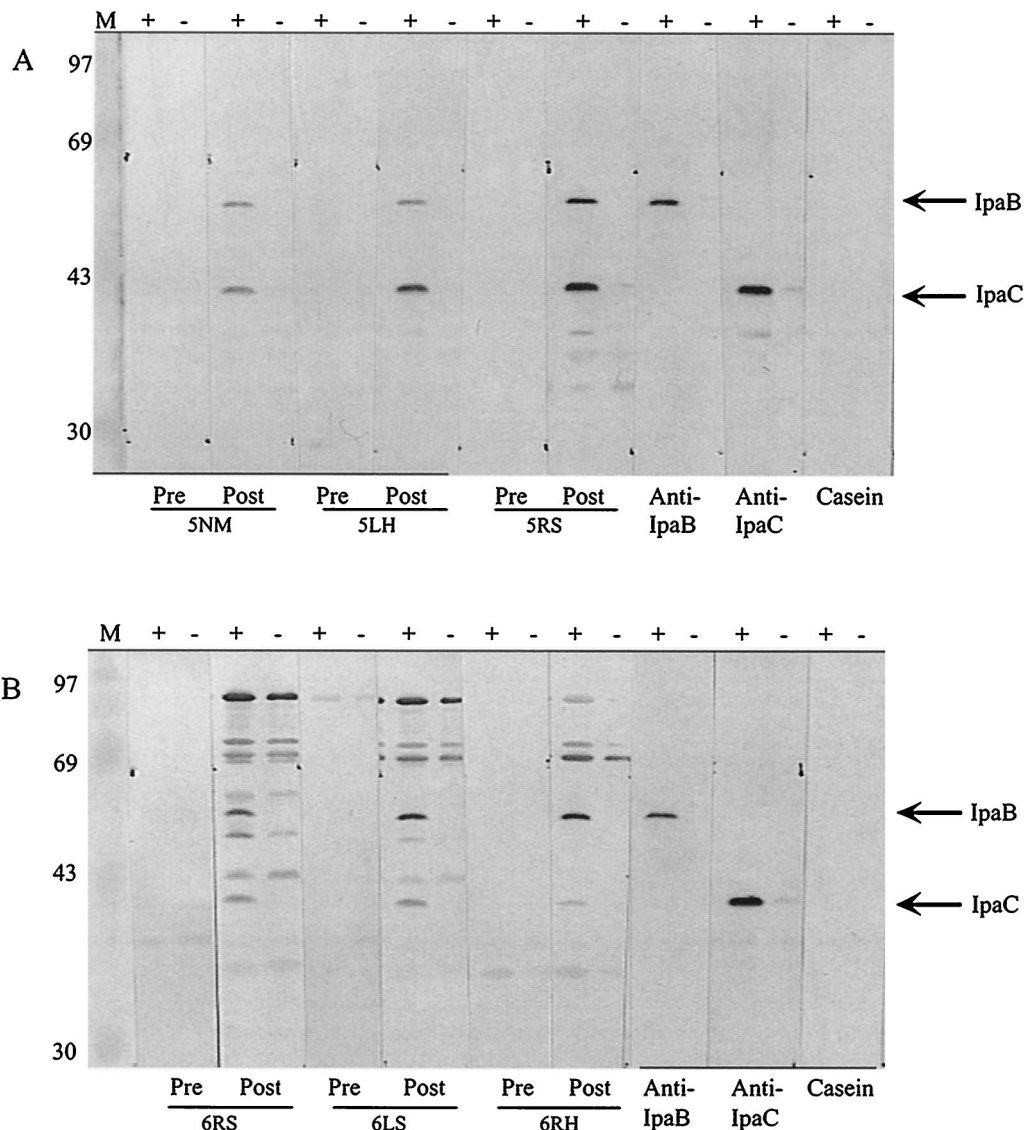 M + - + - + - + - + - + - + - + - + -
A
97
69
IpaB
43
IpaC
30
Pre Post Pre Post Pre Post Anti-IpaB Anti-IpaC Casein
5NM 5LH 5RS
M + - + - + - + - + - + - + - + - + -
B
97
69
IpaB
43
IpaC
30
Pre Post Pre Post Pre Post Anti-IpaB Anti-IpaC Casein
6RS 6LS 6RH